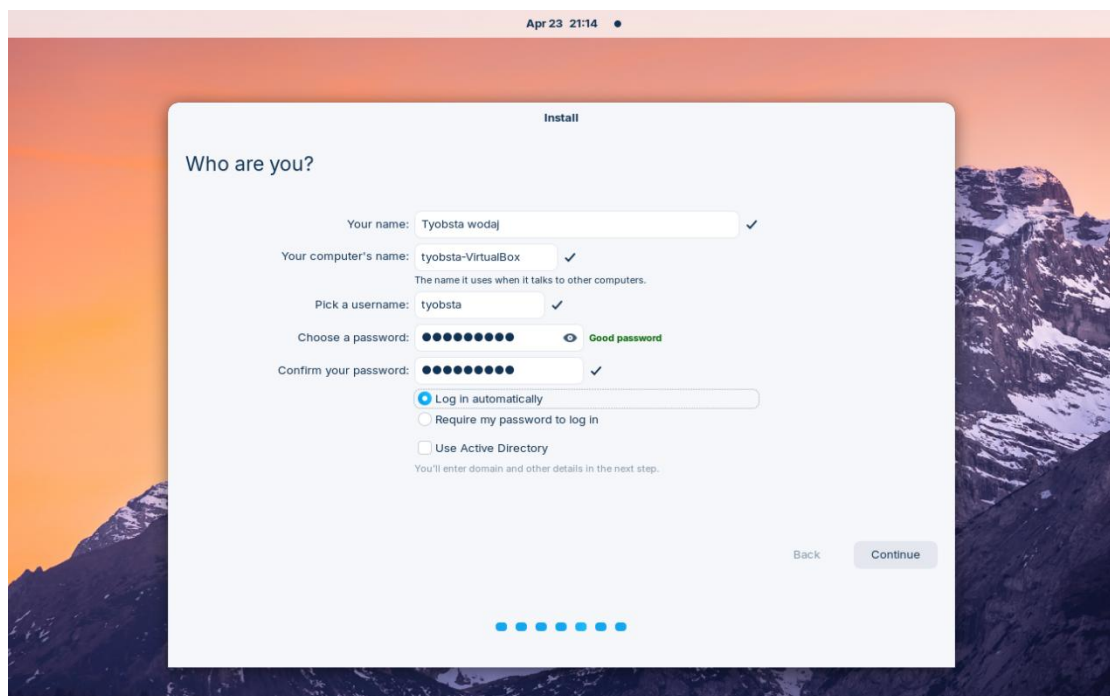 Apr 23 21:14
Install
Who are you?
Your name: Tyobsta wodaj
Your computer's name: tyobsta-VirtualBox
The name it uses when it talks to other computers.
Pick a username: tyobsta
Choose a password: ●●●●●●●●● Good password
Confirm your password: ●●●●●●●●●
Log in automatically
Require my password to log in
Use Active Directory
You'll enter domain and other details in the next step.
Back Continue